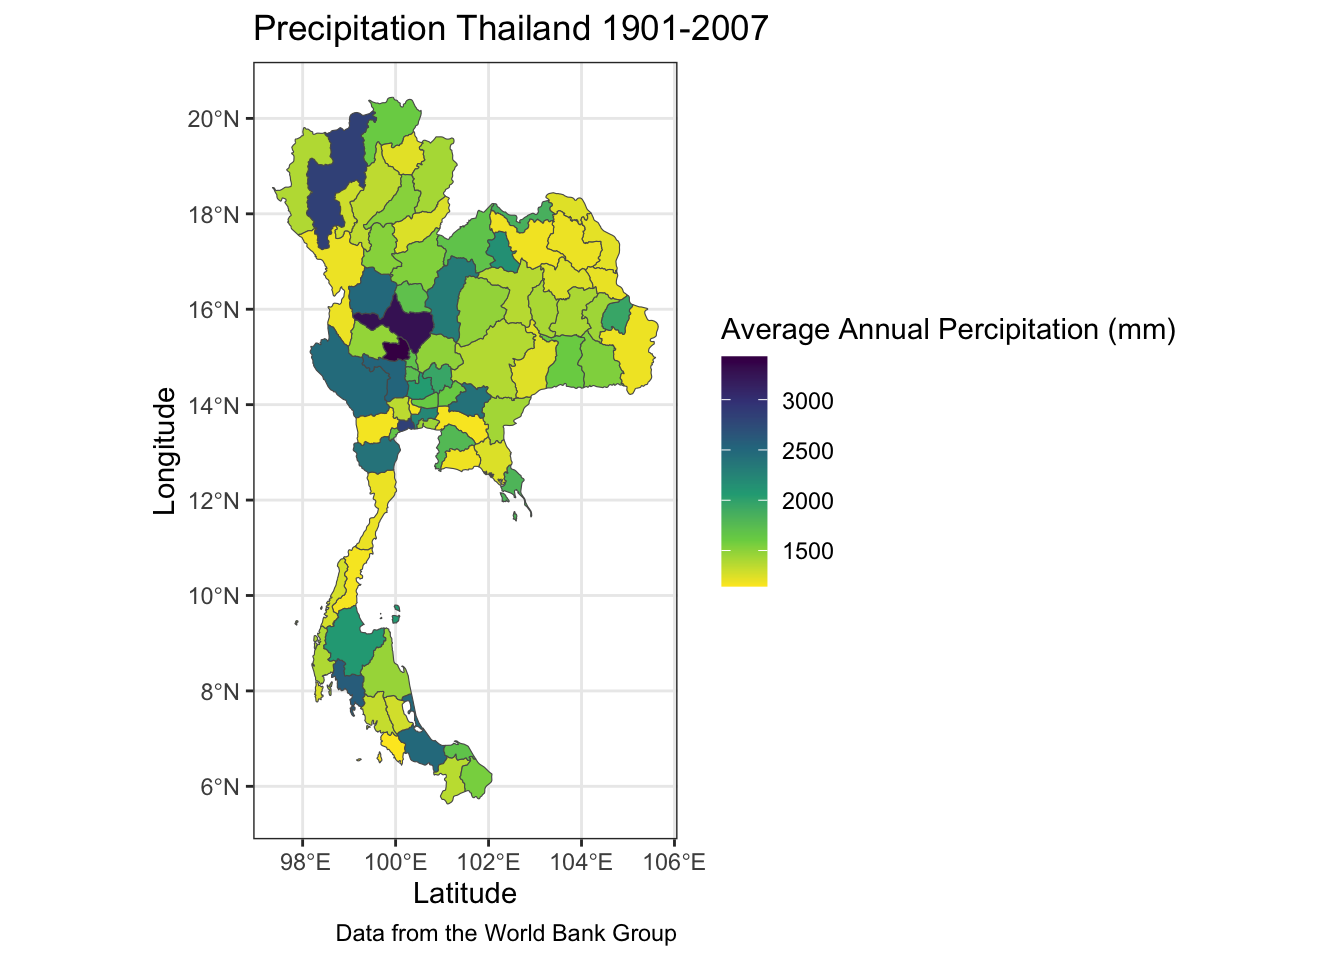 Precipitation Thailand 1901-2007
20°N
18°N
16°N
14°N
12°N
10°N
8°N
6°N
Longitude
98°E 100°E 102°E 104°E 106°E
Latitude
Average Annual Percipitation (mm)
3000
2500
2000
1500
Data from the World Bank Group